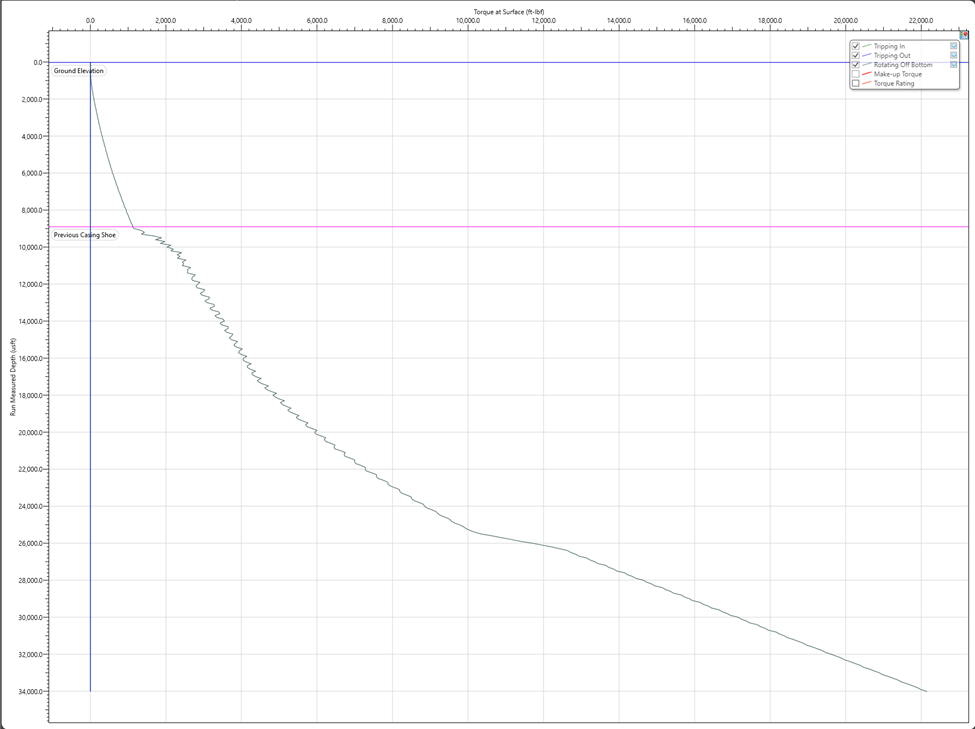 Torque at Surface (ft-lbf)
0.0 2,000.0 4,000.0 6,000.0 8,000.0 10,000.0 12,000.0 14,000.0 16,000.0 18,000.0 20,000.0 22,000.0
Tripping In
Tripping Out
Rotating Off Bottom
Make-up Torque
Torque Rating
0.0
Ground Elevation
2,000.0
4,000.0
6,000.0
8,000.0
Previous Casing Shoe
10,000.0
12,000.0
14,000.0
16,000.0
18,000.0
20,000.0
22,000.0
24,000.0
26,000.0
28,000.0
30,000.0
32,000.0
34,000.0
Run Measured Depth (usft)